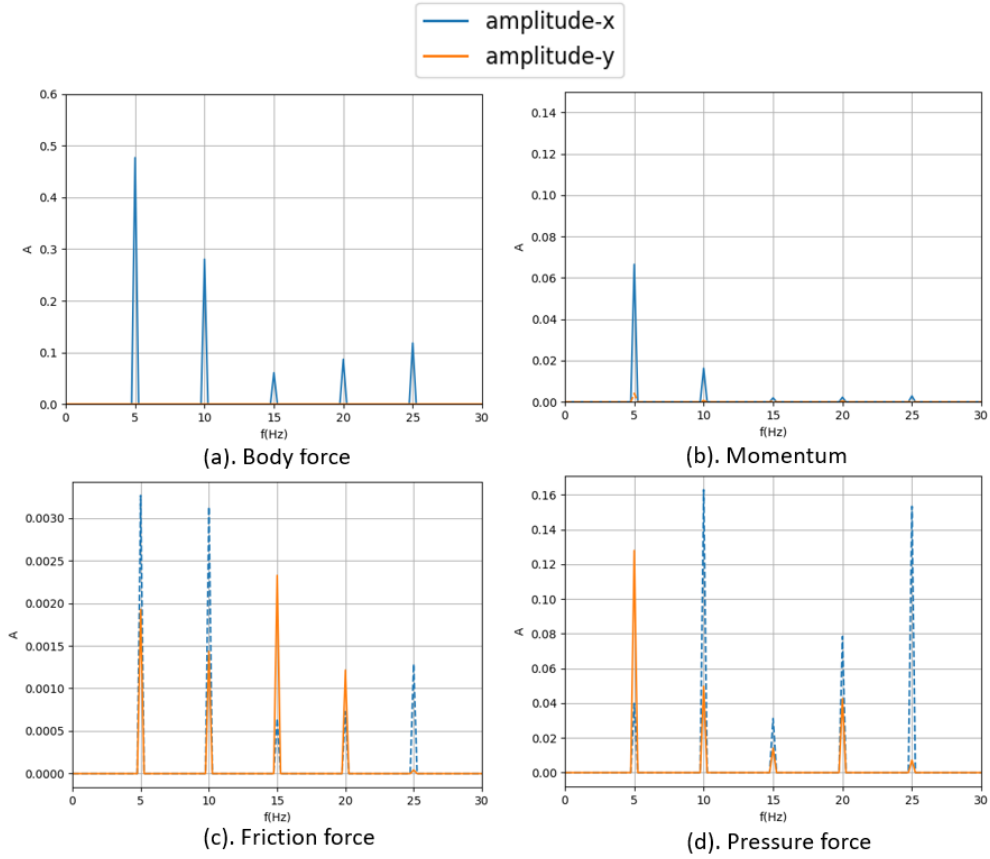 amplitude-x
amplitude-y
0.6
0.5
0.4
0.3
0.2
0.1
0.0
A
0 5 10 15 20 25 30
f(Hz)
(a). Body force
0.14
0.12
0.10
0.08
0.06
0.04
0.02
0.00
A
0 5 10 15 20 25 30
f(Hz)
(b). Momentum
0.0030
0.0025
0.0020
0.0015
0.0010
0.0005
0.0000
A
0 5 10 15 20 25 30
f(Hz)
(c). Friction force
0.16
0.14
0.12
0.10
0.08
0.06
0.04
0.02
0.00
A
0 5 10 15 20 25 30
f(Hz)
(d). Pressure force